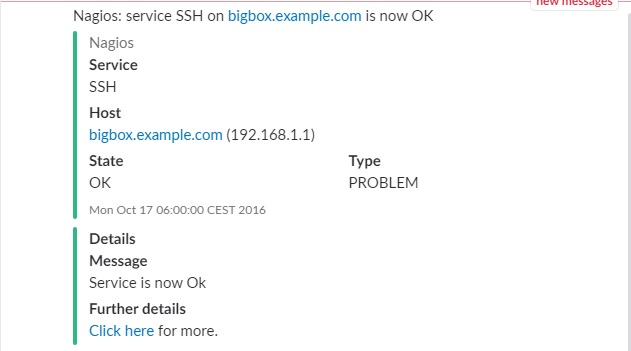 new messages
Nagios: service SSH on bigbox.example.com is now OK
Nagios
Service
SSH
Host
bigbox.example.com (192.168.1.1)
State Type
OK PROBLEM
Mon Oct 17 06:00:00 CEST 2016
Details
Message
Service is now Ok
Further details
Click here for more.